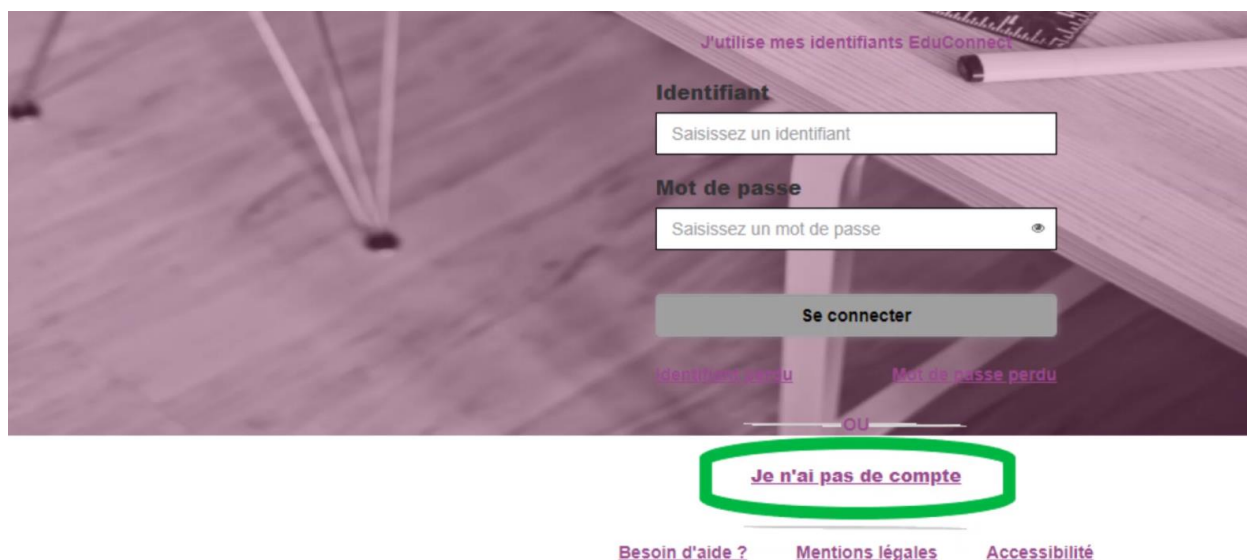 J'utilise mes identifiants EduConnect
Identifiant
Saisissez un identifiant
Mot de passe
Saisissez un mot de passe
Se connecter
Identifiant perdu Mot de passe perdu
OU
Je n'ai pas de compte
Besoin d'aide ? Mentions légales Accessibilité